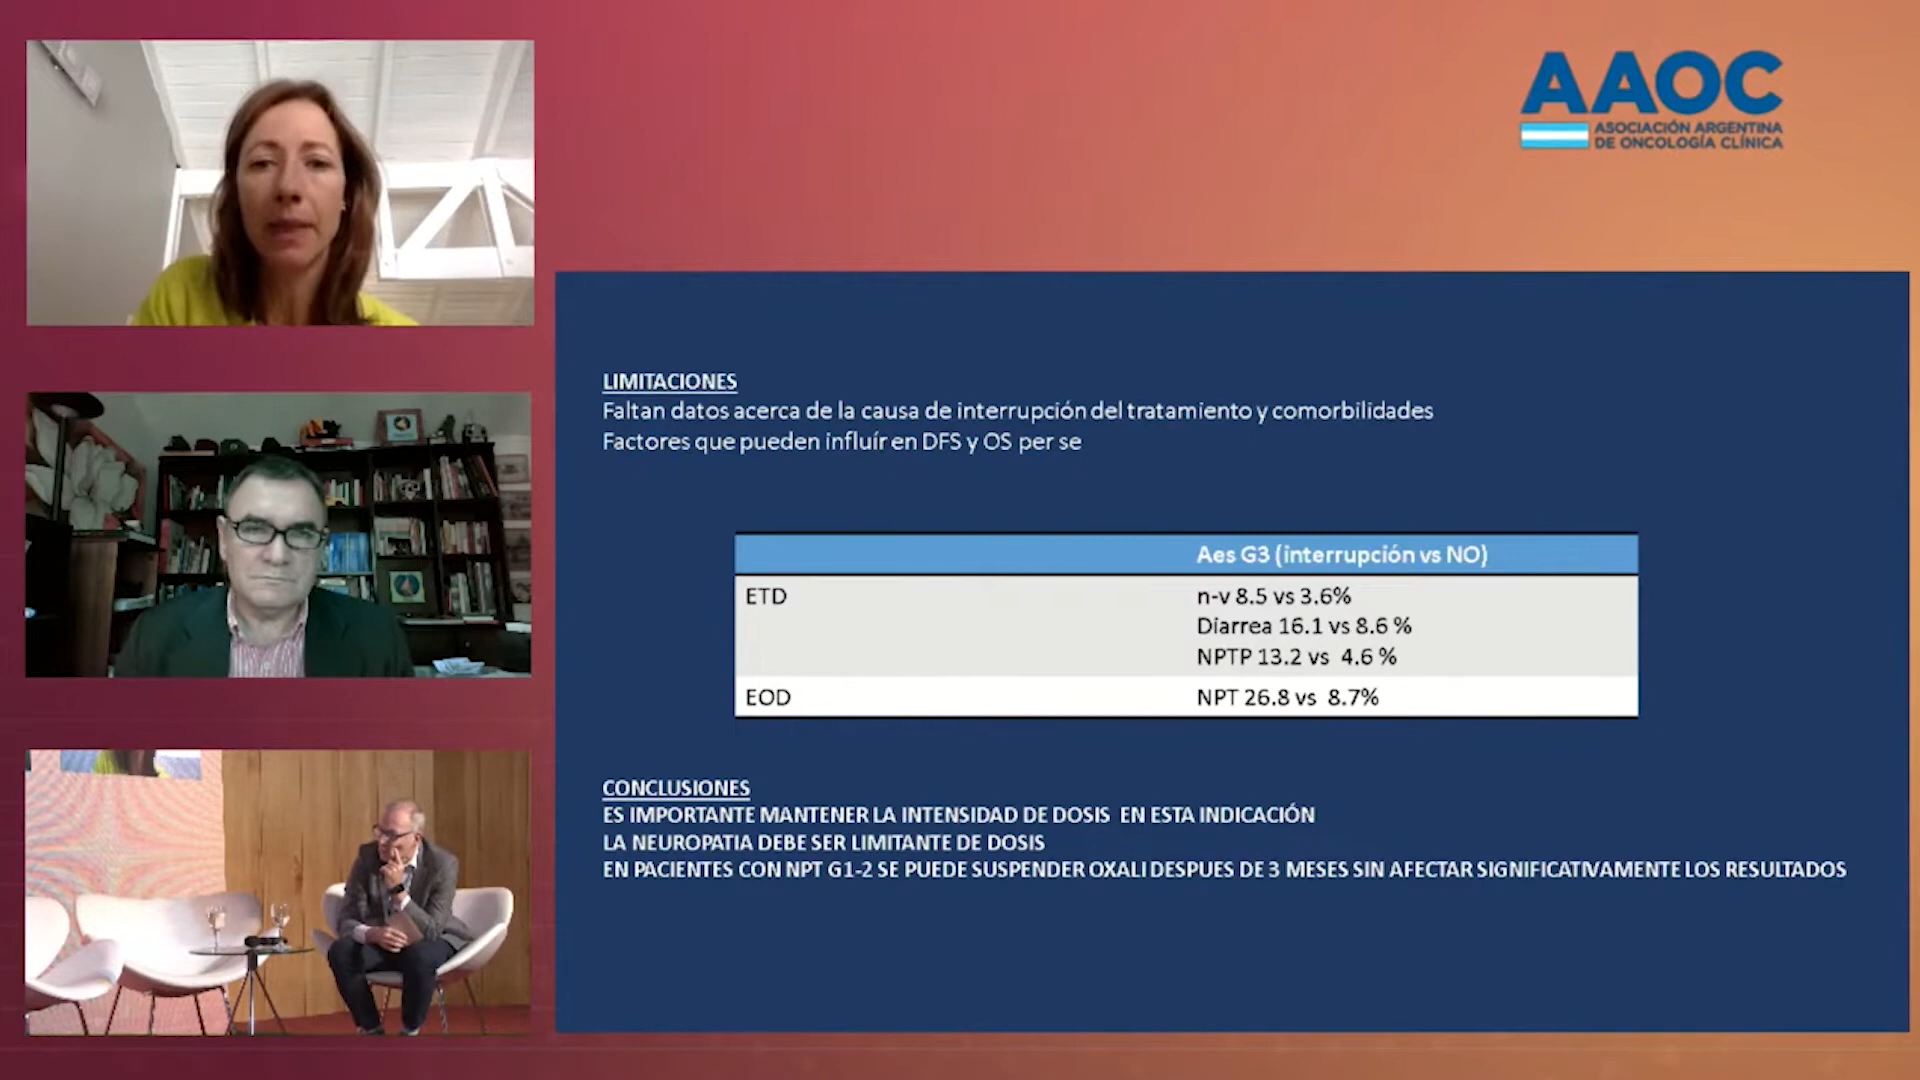 AAOC
ASOCIACIÓN ARGENTINA
DE ONCOLOGÍA CLÍNICA
LIMITACIONES
Faltan datos acerca de la causa de interrupción del tratamiento y comorbilidades
Factores que pueden influír en DFS y OS per se
Aes G3 (interrupción vs NO)
ETD
n-v 8.5 vs 3.6%
Diarrea 16.1 vs 8.6 %
NPTP 13.2 vs 4.6 %
EOD
NPT 26.8 vs 8.7%
CONCLUSIONES
ES IMPORTANTE MANTENER LA INTENSIDAD DE DOSIS EN ESTA INDICACIÓN
LA NEUROPATIA DEBE SER LIMITANTE DE DOSIS
EN PACIENTES CON NPT G1-2 SE PUEDE SUSPENDER OXALI DESPUES DE 3 MESES SIN AFECTAR SIGNIFICATIVAMENTE LOS RESULTADOS